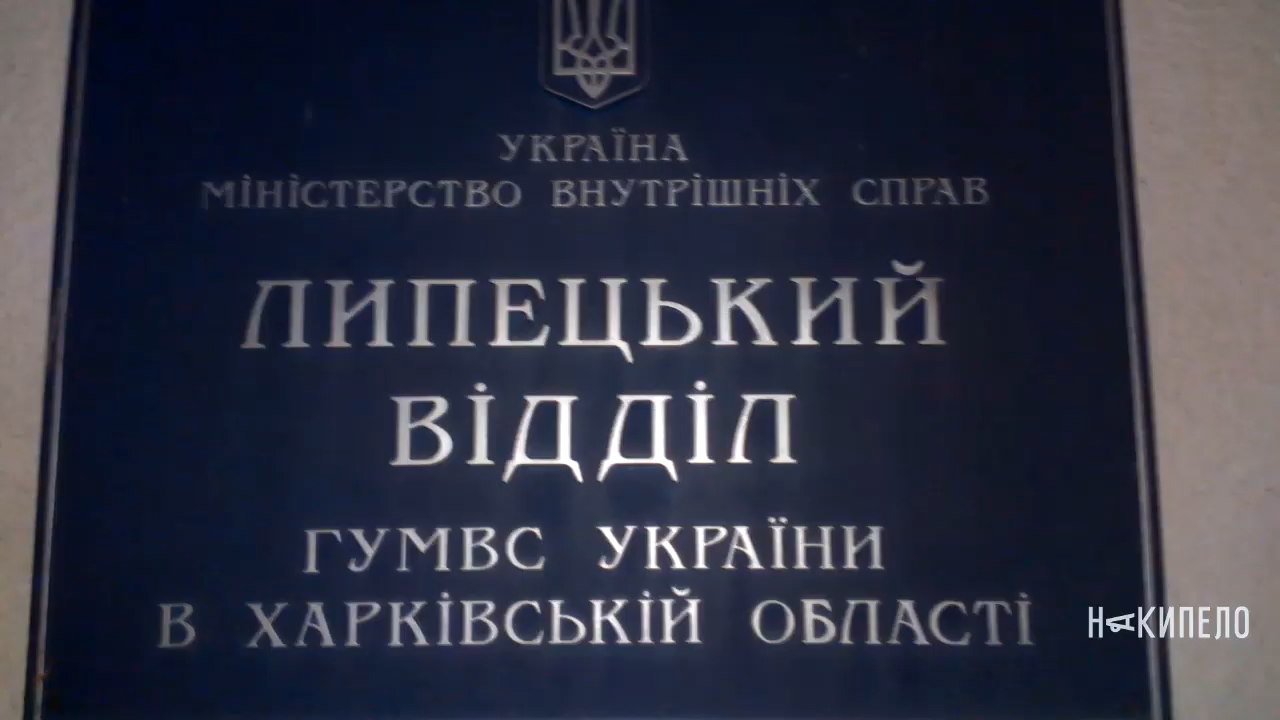 УКРАЇНА
МІНІСТЕРСТВО ВНУТРІШНІХ СПРАВ
ЛИПЕЦЬКИЙ
ВІДДІЛ
ГУМВС УКРАЇНИ
В ХАРКІВСЬКІЙ ОБЛАСТІ
НАКИПЕЛО